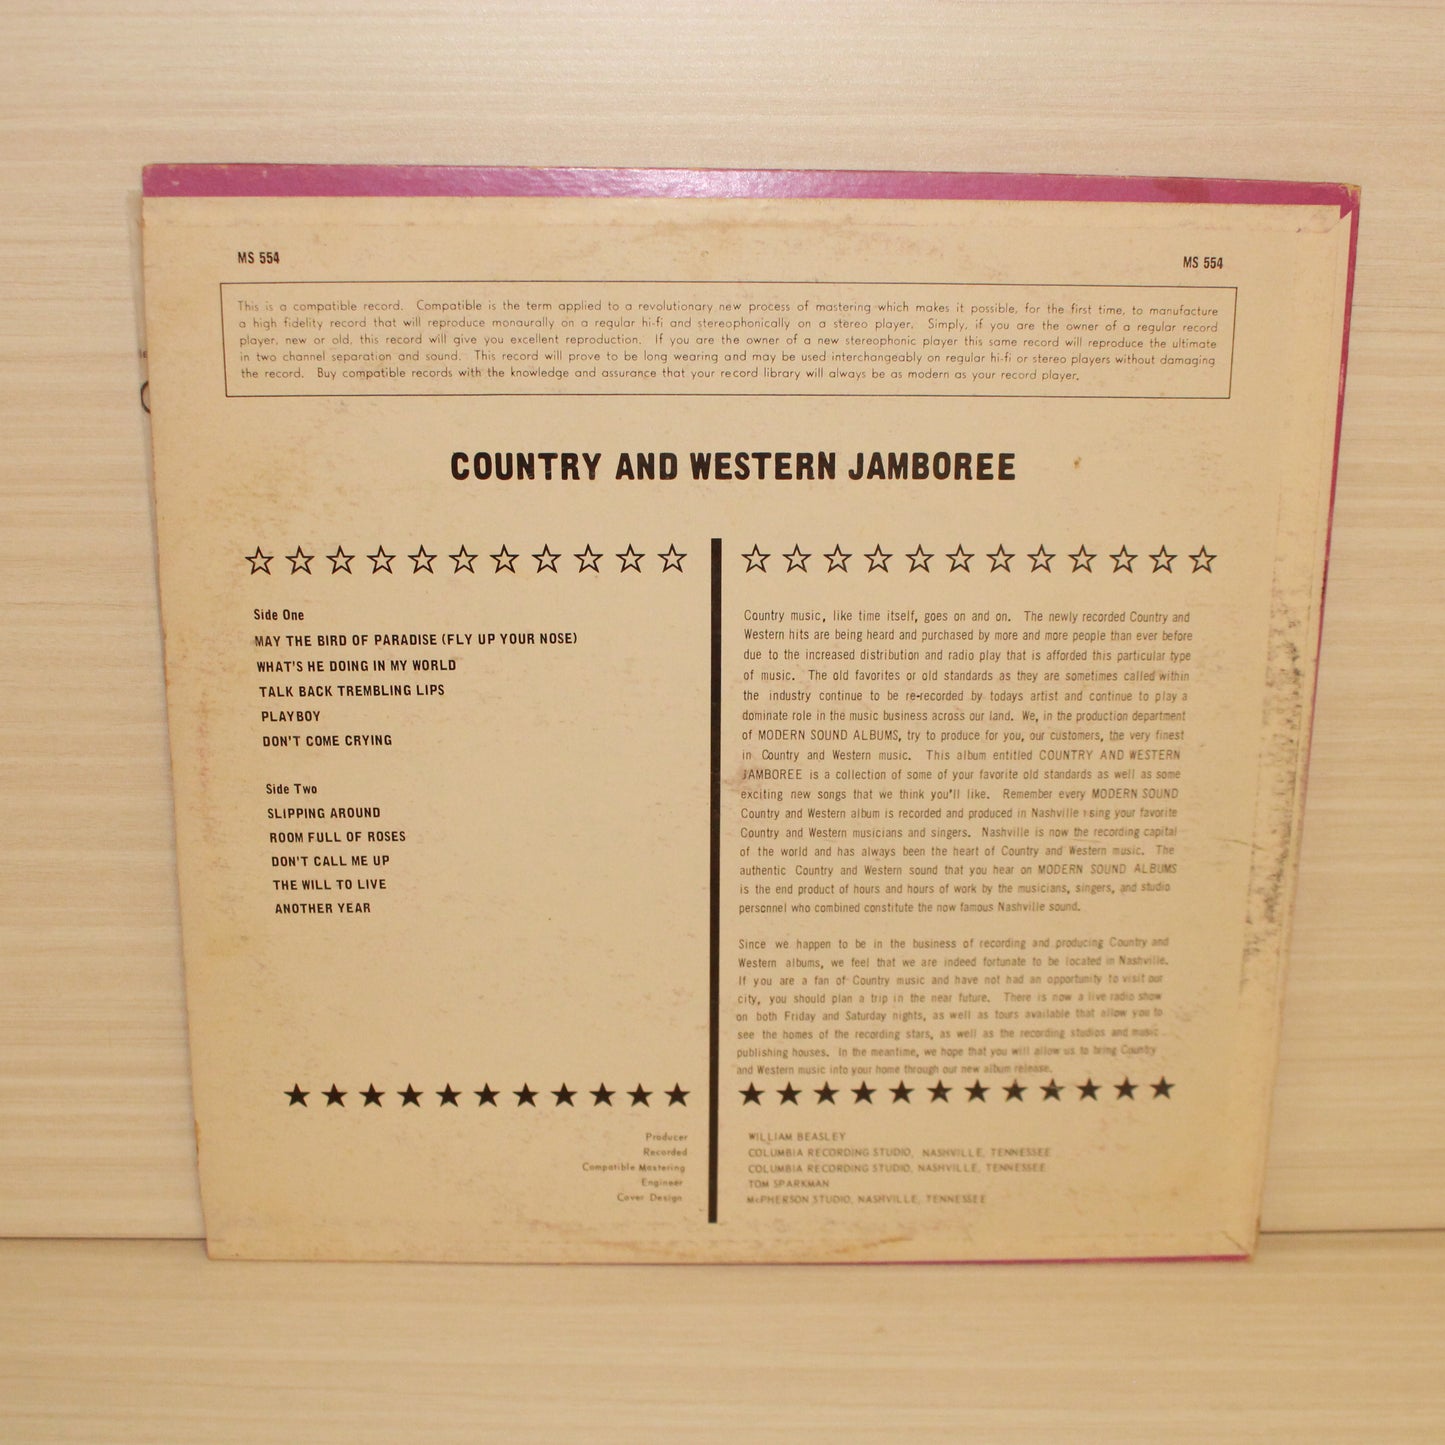 MS 554
MS 554
This is a compatible record. Compatible is the term applied to a revolutionary new process of mastering which makes it possible, for the first time, to manufacture
a high fidelity record that will reproduce monaurally on a regular hi-fi and stereophonically on a stereo player. Simply, if you are the owner of a regular record
player, new or old, this record will give you excellent reproduction. If you are the owner of a new stereophonic player this same record will reproduce the ultimate
in two channel separation and sound. This record will prove to be long wearing and may be used interchangeably on regular hi-fi or stereo players without damaging
the record. Buy compatible records with the knowledge and assurance that your record library will always be as modern as your record player.
COUNTRY AND WESTERN JAMBOREE
Side One
MAY THE BIRD OF PARADISE (FLY UP YOUR NOSE)
WHAT'S HE DOING IN MY WORLD
TALK BACK TREMBLING LIPS
PLAYBOY
DON'T COME CRYING
Side Two
SLIPPING AROUND
ROOM FULL OF ROSES
DON'T CALL ME UP
THE WILL TO LIVE
ANOTHER YEAR
Country music, like time itself, goes on and on. The newly recorded Country and
Western hits are being heard and purchased by more and more people than ever before
due to the increased distribution and radio play that is afforded this particular type
of music. The old favorites or old standards as they are sometimes called within
the industry continue to be re-recorded by todays artist and continue to play a
dominate role in the music business across our land. We, in the production department
of MODERN SOUND ALBUMS, try to produce for you, our customers, the very finest
in Country and Western music. This album entitled COUNTRY AND WESTERN
JAMBOREE is a collection of some of your favorite old standards as well as some
exciting new songs that we think you'll like. Remember every MODERN SOUND
Country and Western album is recorded and produced in Nashville using your favorite
Country and Western musicians and singers. Nashville is now the recording capital
of the world and has always been the heart of Country and Western music. The
authentic Country and Western sound that you hear on MODERN SOUND ALBUMS
is the end product of hours and hours of work by the musicians, singers, and studio
personnel who combined constitute the now famous Nashville sound.
Since we happen to be in the business of recording and producing Country and
Western albums, we feel that we are indeed fortunate to be located in Nashville.
If you are a fan of Country music and have not had an opportunity to visit our
city, you should plan a trip in the near future. There is now a live radio show
on both Friday and Saturday nights, as well as tours available that allow you to
see the homes of the recording stars, as well as the recording studios and music
publishing houses. In the meantime, we hope that you will allow us to bring Country
and Western music into your home through our new album release.
Producer WILLIAM BEASLEY
Recorded COLUMBIA RECORDING STUDIO, NASHVILLE, TENNESSEE
Compatible Mastering COLUMBIA RECORDING STUDIO, NASHVILLE, TENNESSEE
Engineer TOM SPARKMAN
Cover Design McPHERSON STUDIO, NASHVILLE, TENNESSEE